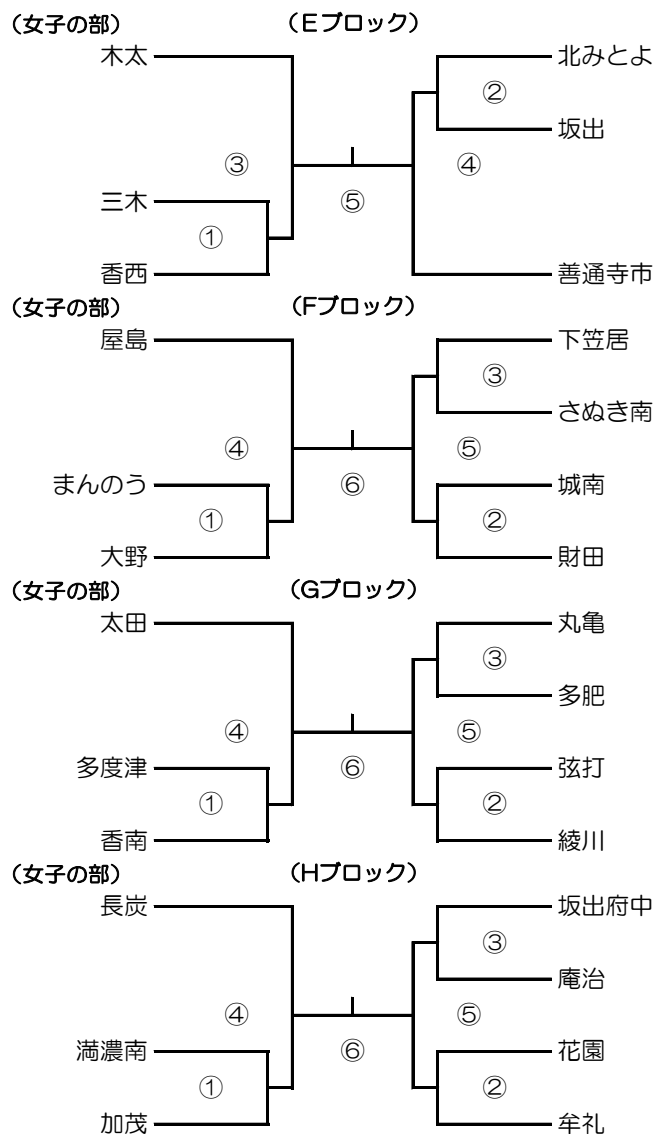 (女子の部) (Eブロック)
木太 北みとよ
②
坂出
③ ④
三木 ⑤
①
香西 善通寺市
(女子の部) (Fブロック)
屋島 下笠居
③
さぬき南
④ ⑤
まんのう ⑥ 城南
① ②
大野 財田
(女子の部) (Gブロック)
太田 丸亀
③
多肥
④ ⑤
多度津 ⑥ 弦打
① ②
香南 綾川
(女子の部) (Hブロック)
長炭 坂出府中
③
庵治
④ ⑤
満濃南 ⑥ 花園
① ②
加茂 牟礼